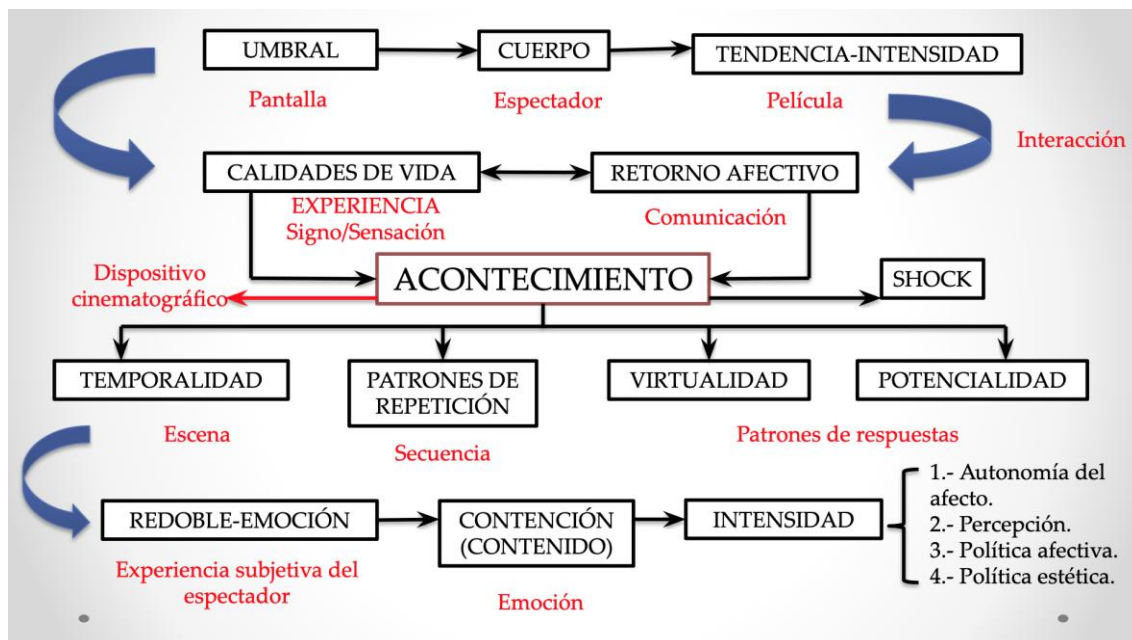 UMBRAL
CUERPO
TENDENCIA-INTENSIDAD
Pantalla
Espectador
Película
Interacción
CALIDADES DE VIDA
RETORNO AFECTIVO
EXPERIENCIA
Signo/Sensación
Comunicación
Dispositivo
cinematográfico
ACONTECIMIENTO
SHOCK
TEMPORALIDAD
PATRONES DE
REPETICIÓN
VIRTUALIDAD
POTENCIALIDAD
Escena
Secuencia
Patrones de respuestas
REDOBLE-EMOCIÓN
CONTENCIÓN
(CONTENIDO)
INTENSIDAD
1.- Autonomía del
afecto.
2.- Percepción.
3.- Política afectiva.
4.- Política estética.
Experiencia subjetiva del
espectador
Emoción